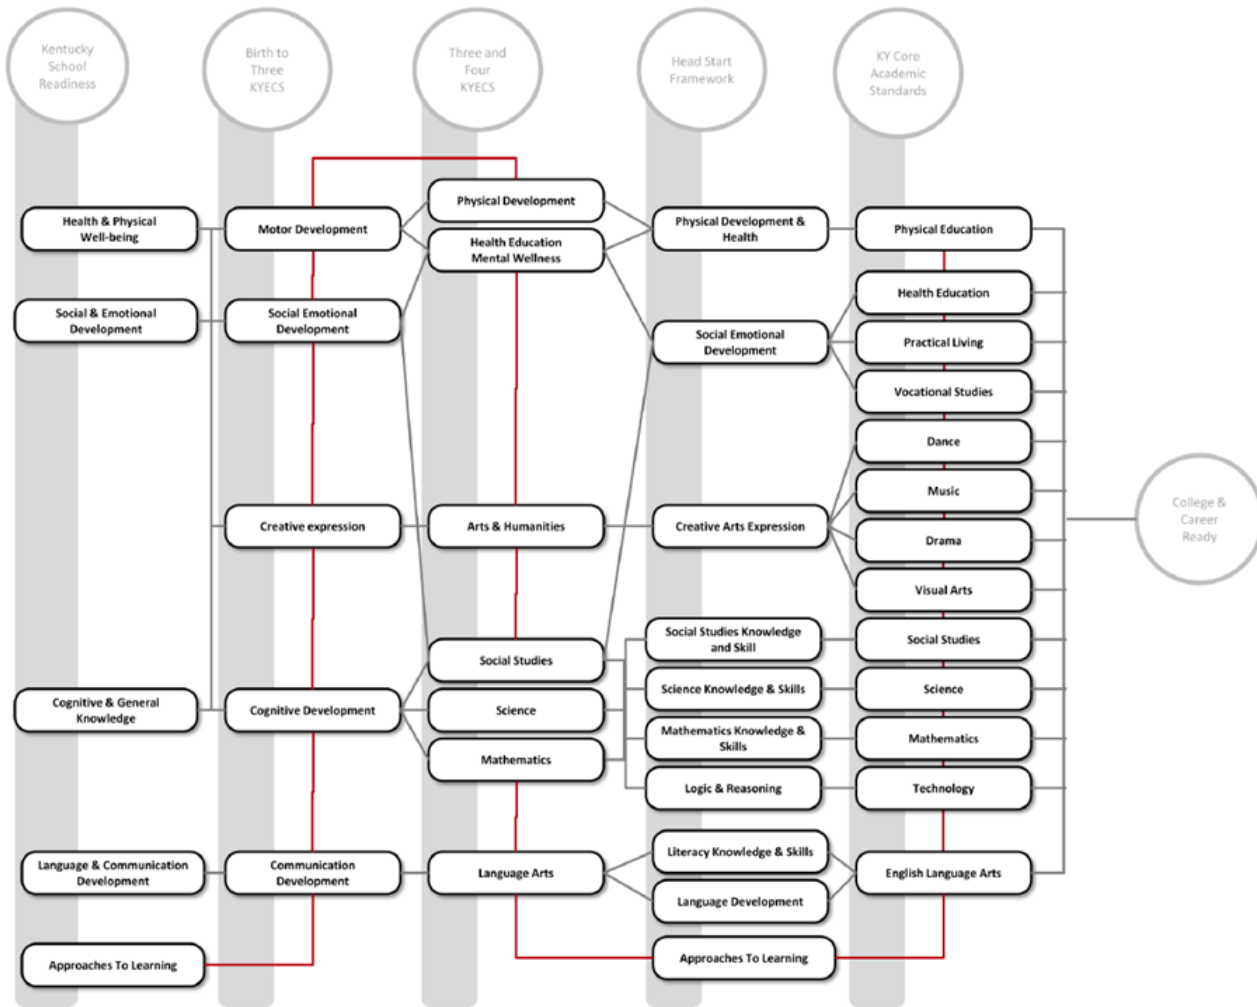 Kentucky
School
Readiness
Birth to
Three
KYECS
Three and
Four
KYECS
Head Start
Framework
KY Core
Academic
Standards
Health & Physical
Well-being
Social & Emotional
Development
Cognitive & General
Knowledge
Language & Communication
Development
Approaches To Learning
Motor Development
Social Emotional
Development
Creative expression
Cognitive Development
Communication
Development
Physical Development
Health Education
Mental Wellness
Arts & Humanities
Social Studies
Science
Mathematics
Language Arts
Physical Development &
Health
Social Emotional
Development
Creative Arts Expression
Social Studies Knowledge
and Skill
Science Knowledge & Skills
Mathematics Knowledge &
Skills
Logic & Reasoning
Literacy Knowledge & Skills
Language Development
Approaches To Learning
Physical Education
Health Education
Practical Living
Vocational Studies
Dance
Music
Drama
Visual Arts
Social Studies
Science
Mathematics
Technology
English Language Arts
College &
Career
Ready